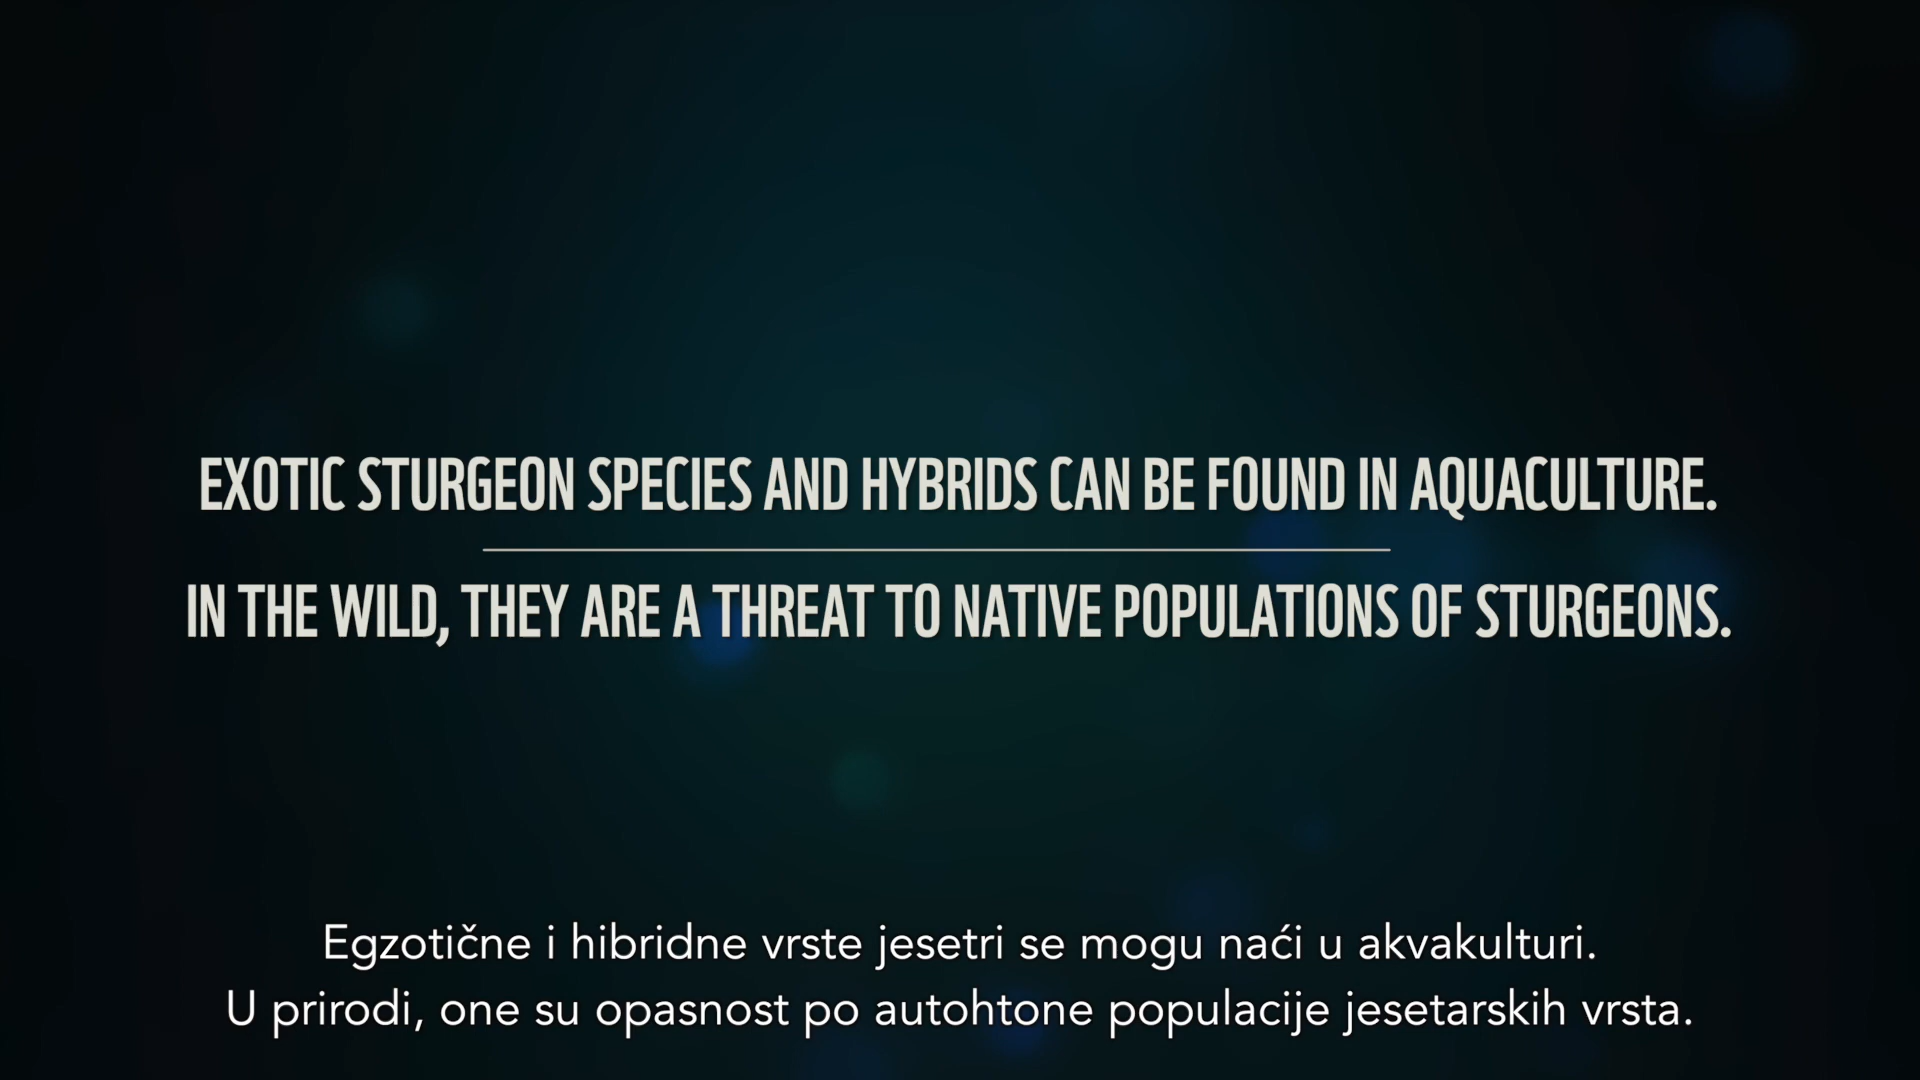 EXOTIC STURGEON SPECIES AND HYBRIDS CAN BE FOUND IN AQUACULTURE.
IN THE WILD, THEY ARE A THREAT TO NATIVE POPULATIONS OF STURGEONS.
Egzotične i hibridne vrste jesetri se mogu naći u akvakulturi.
U prirodi, one su opasnost po autohtone populacije jesetarskih vrsta.